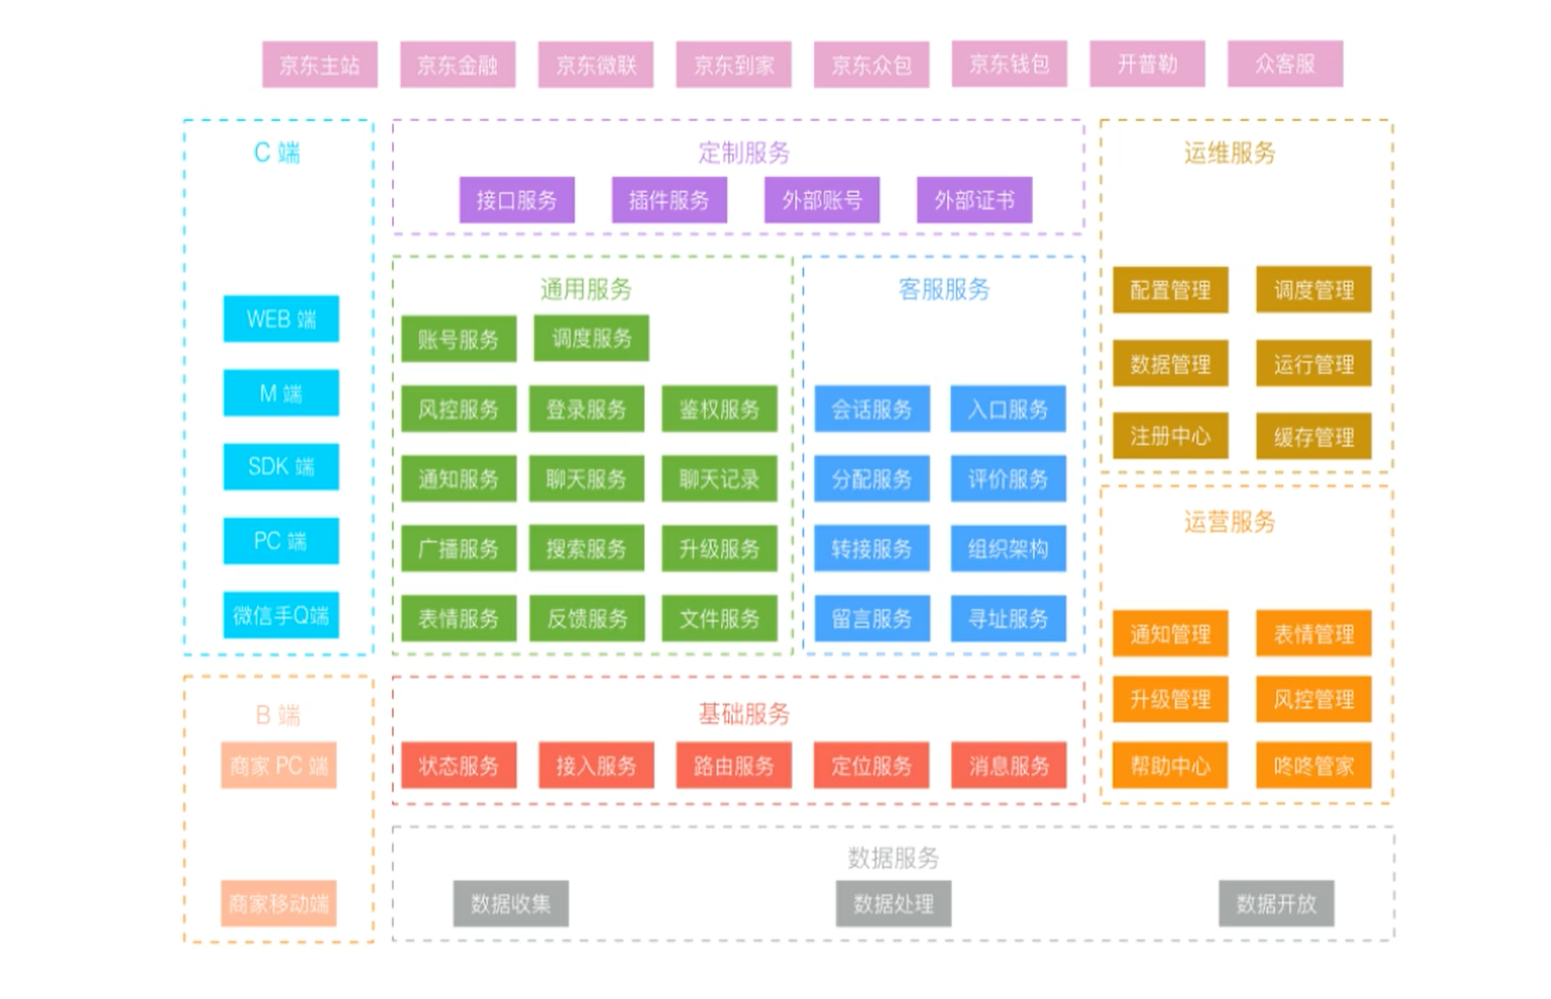 京东主站 京东金融 京东微联 京东到家 京东众包 京东钱包 开普勒 众客服
C 端
WEB 端
M 端
SDK 端
PC 端
微信手Q端
B 端
商家 PC 端
商家移动端
定制服务
接口服务 插件服务 外部账号 外部证书
通用服务
账号服务 调度服务
风控服务 登录服务 鉴权服务
通知服务 聊天服务 聊天记录
广播服务 搜索服务 升级服务
表情服务 反馈服务 文件服务
客服服务
会话服务 入口服务
分配服务 评价服务
转接服务 组织架构
留言服务 寻址服务
基础服务
状态服务 接入服务 路由服务 定位服务 消息服务
运维服务
配置管理 调度管理
数据管理 运行管理
注册中心 缓存管理
运营服务
通知管理 表情管理
升级管理 风控管理
帮助中心 咚咚管家
数据服务
数据收集 数据处理 数据开放